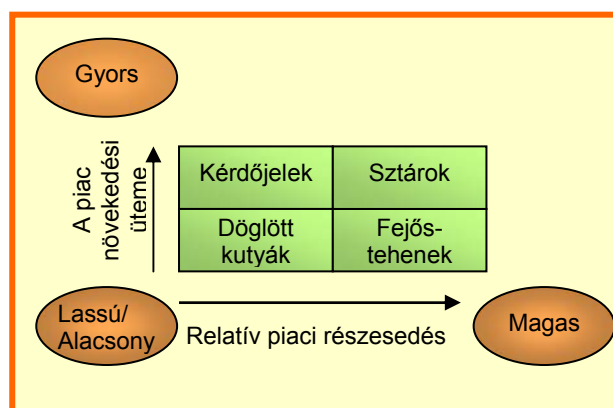 Gyors
A piac
növekedési
üteme
Kérdőjelek
Sztárok
Döglött
kutyák
Fejős-
tehenek
Lassú/
Alacsony
Relatív piaci részesedés
Magas